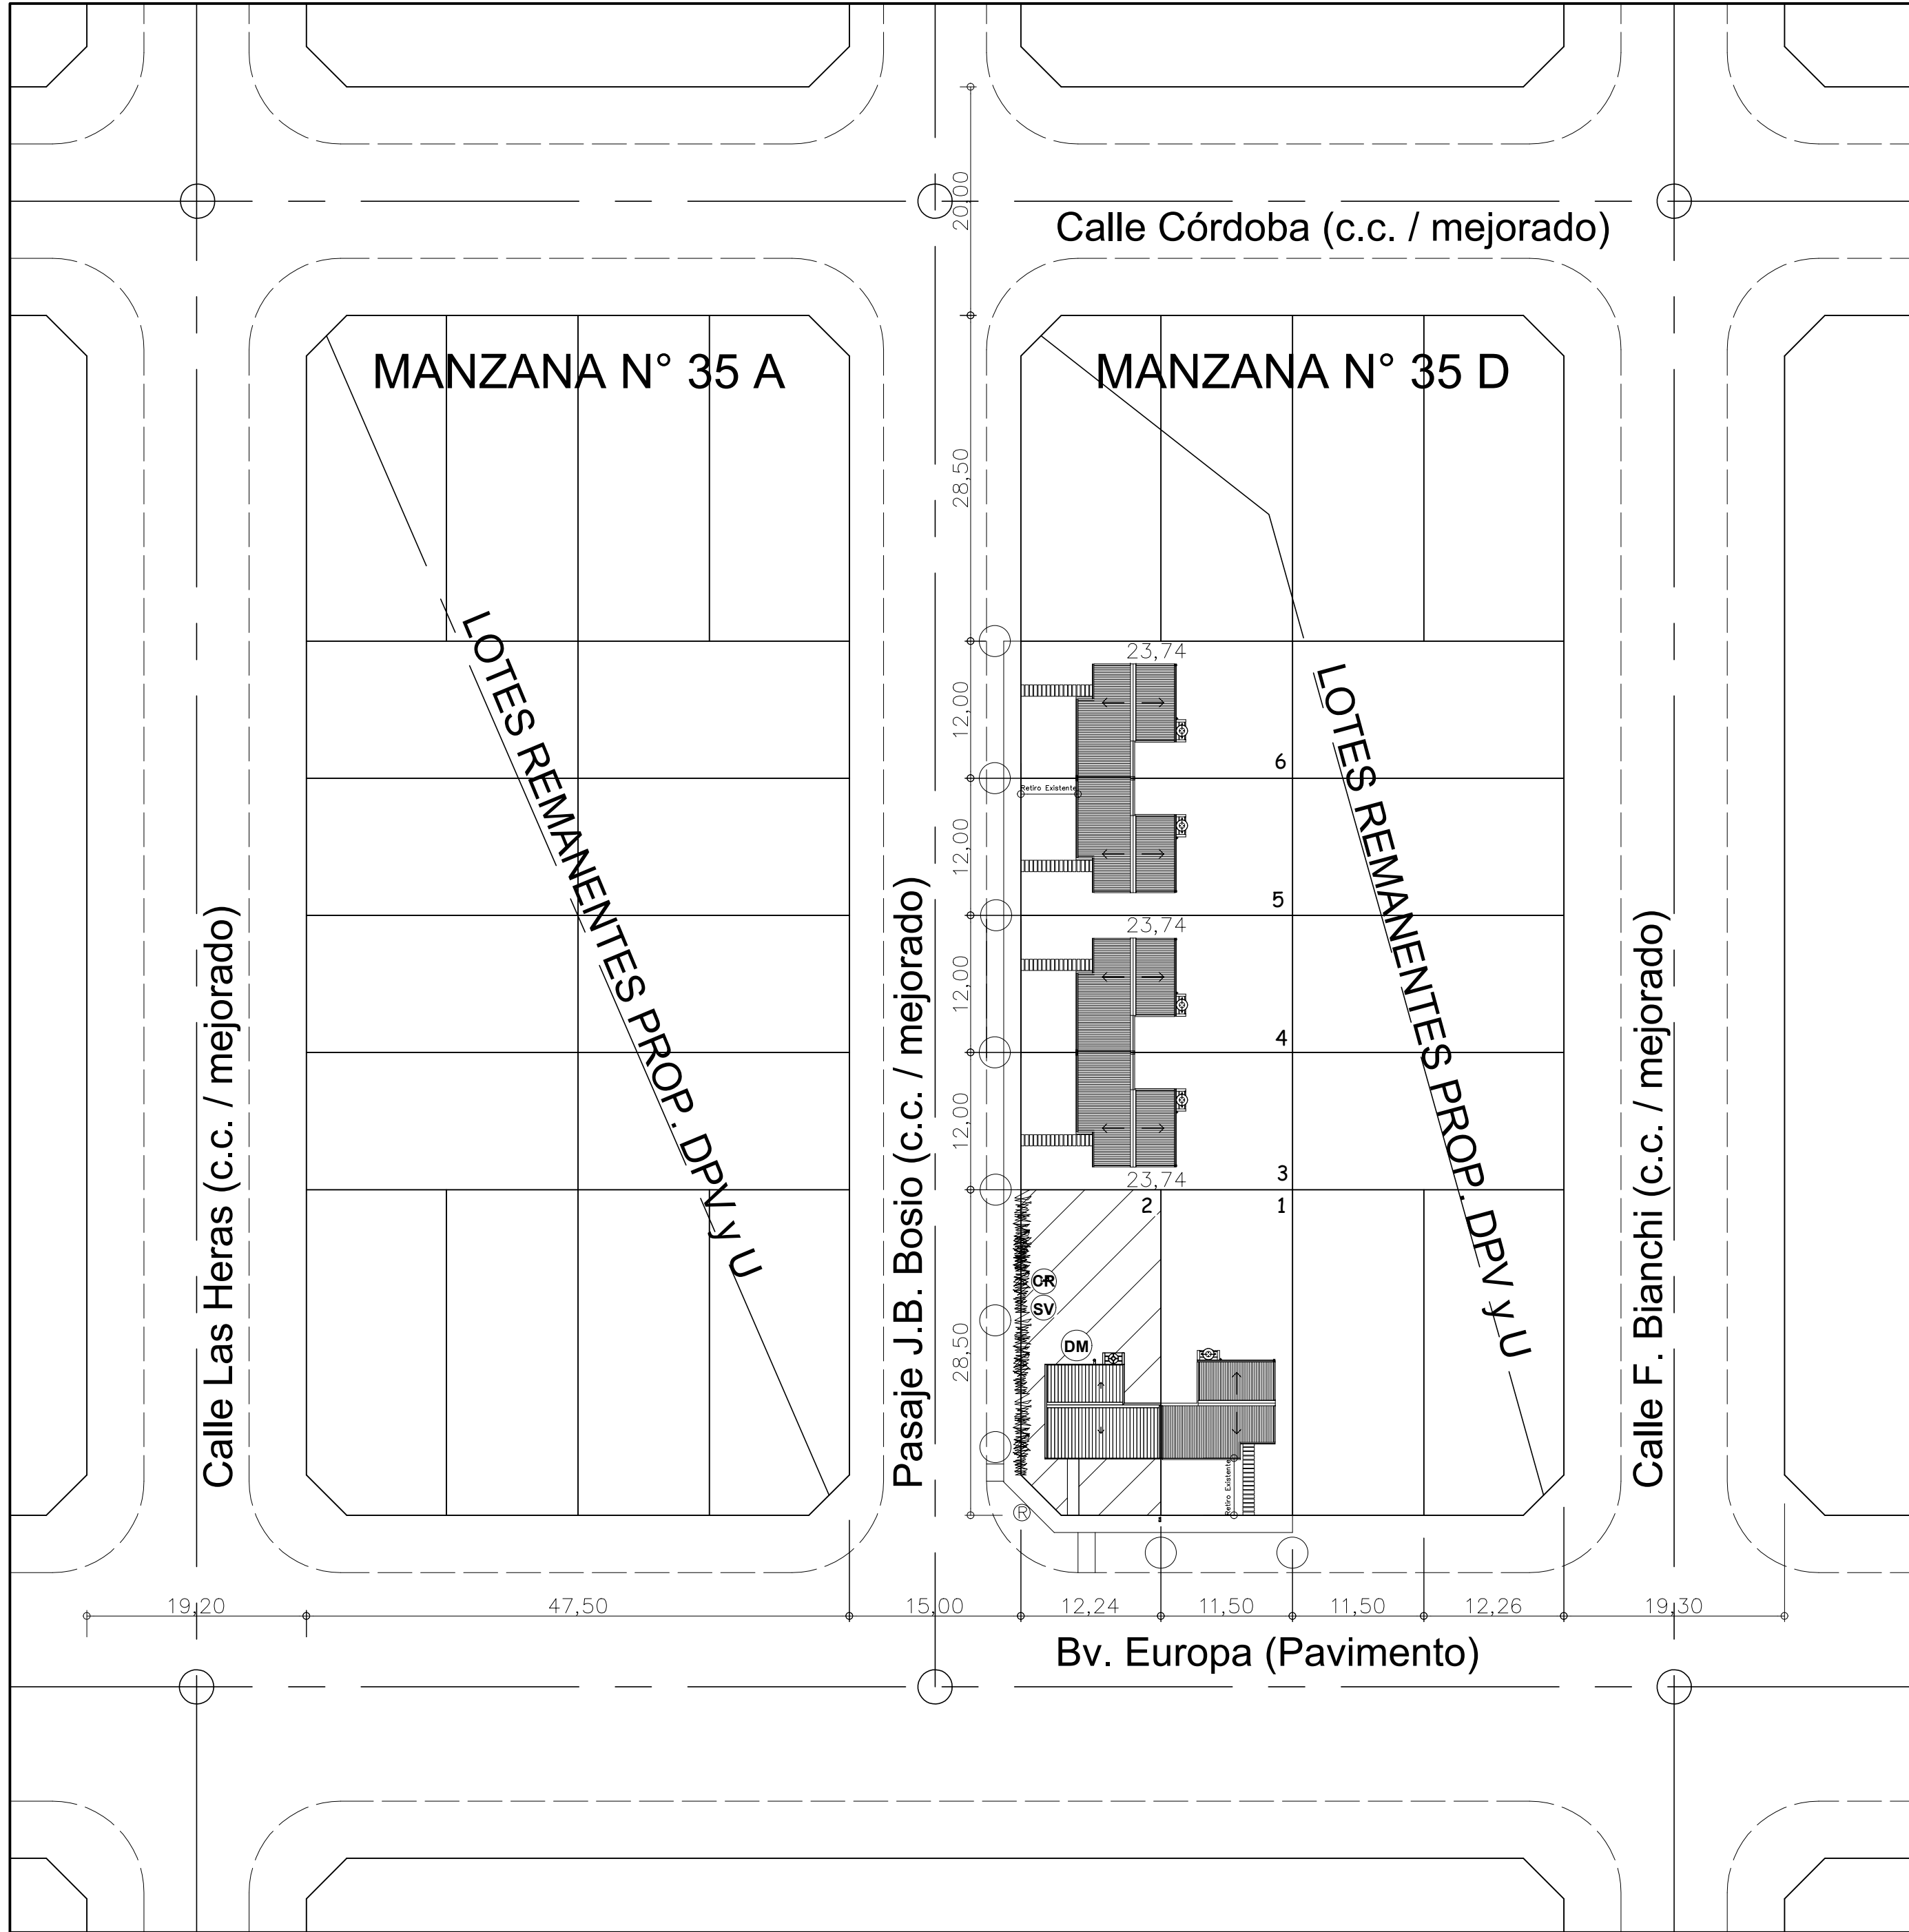 20,00
Calle Córdoba (c.c. / mejorado)
MANZANA N° 35 A
MANZANA N° 35 D
28,50
LOTES REMANENTES PROP. DPV y U
LOTES REMANENTES PROP. DPV y U
23,74
12,00
6
Retiro Existente
12,00
5
23,74
12,00
4
12,00
3
23,74
2
1
Calle Las Heras (c.c. / mejorado)
Pasaje J.B. Bosio (c.c. / mejorado)
Calle F. Bianchi (c.c. / mejorado)
CR
SV
DM
28,50
Retiro Existente
R
19,20
47,50
15,00
12,24
11,50
11,50
12,26
19,30
Bv. Europa (Pavimento)